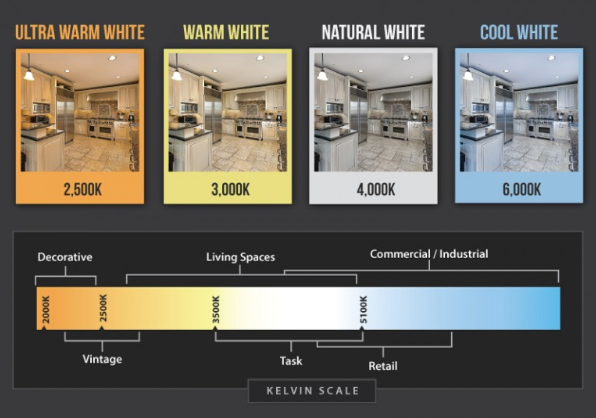 ULTRA WARM WHITE
WARM WHITE
NATURAL WHITE
COOL WHITE
2,500K
3,000K
4,000K
6,000K
Decorative
Living Spaces
Commercial / Industrial
2000K
2500K
3500K
5100K
Vintage
Task
Retail
KELVIN SCALE